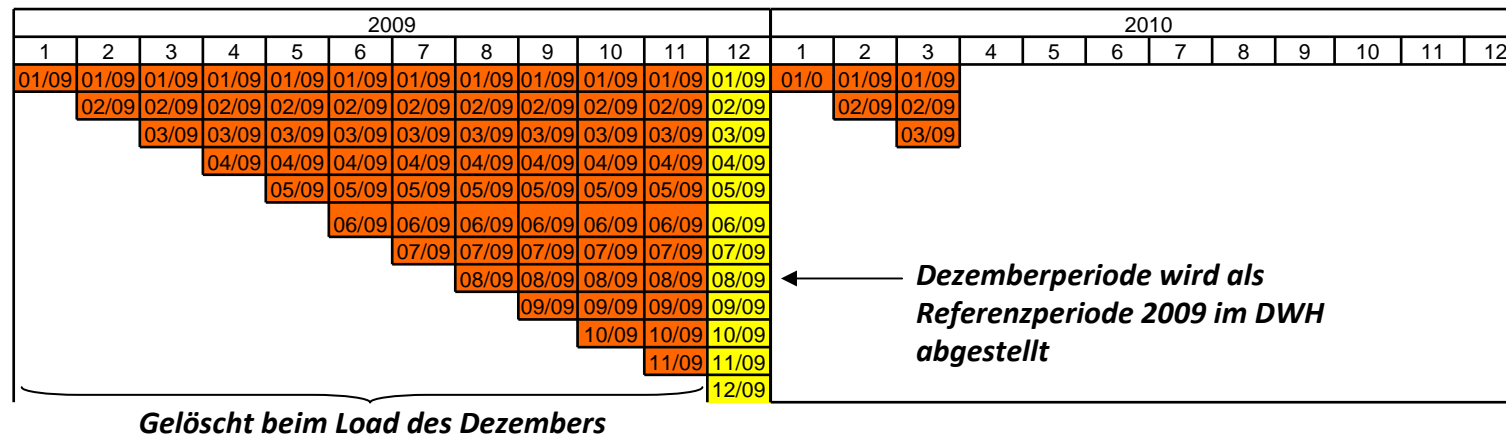 2009 2010
1 2 3 4 5 6 7 8 9 10 11 12 1 2 3 4 5 6 7 8 9 10 11 12
01/09 01/09 01/09 01/09 01/09 01/09 01/09 01/09 01/09 01/09 01/09 01/09 01/0 01/09 01/09
02/09 02/09 02/09 02/09 02/09 02/09 02/09 02/09 02/09 02/09 02/09 02/09 02/09
03/09 03/09 03/09 03/09 03/09 03/09 03/09 03/09 03/09 03/09 03/09
04/09 04/09 04/09 04/09 04/09 04/09 04/09 04/09 04/09
05/09 05/09 05/09 05/09 05/09 05/09 05/09 05/09
06/09 06/09 06/09 06/09 06/09 06/09 06/09
07/09 07/09 07/09 07/09 07/09 07/09
08/09 08/09 08/09 08/09 08/09
09/09 09/09 09/09 09/09
10/09 10/09 10/09
11/09 11/09
12/09
Dezemberperiode wird als
Referenzperiode 2009 im DWH
abgestellt
Gelöscht beim Load des Dezembers